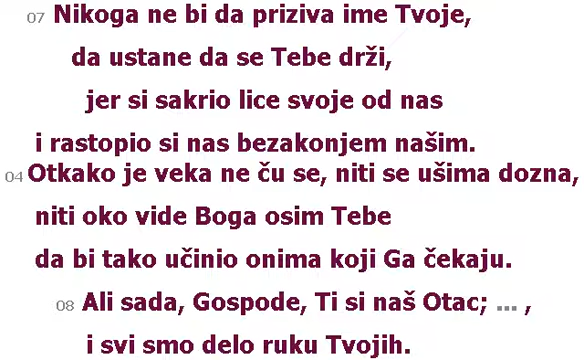 07 Nikoga ne bi da priziva ime Tvoje,
da ustane da se Tebe drži,
jer si sakrio lice svoje od nas
i rastopio si nas bezakonjem našim.
04 Otkako je veka ne ču se, niti se ušima dozna,
niti oko vide Boga osim Tebe
da bi tako učinio onima koji Ga čekaju.
08 Ali sada, Gospode, Ti si naš Otac; ... ,
i svi smo delo ruku Tvojih.